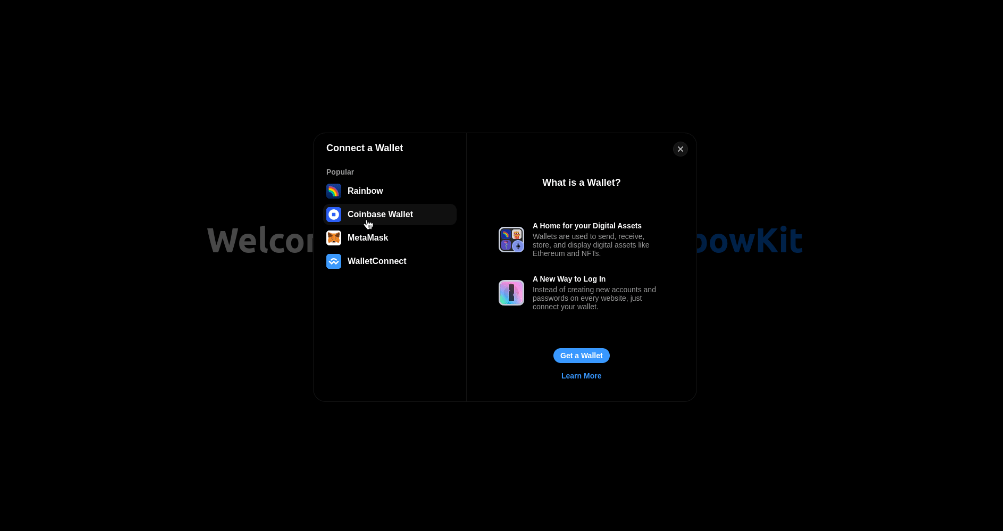 Connect a Wallet
Popular
Rainbow
Coinbase Wallet
MetaMask
WalletConnect
What is a Wallet?
A Home for your Digital Assets
Wallets are used to send, receive,
store, and display digital assets like
Ethereum and NFTs.
A New Way to Log In
Instead of creating new accounts and
passwords on every website, just
connect your wallet.
Get a Wallet
Learn More
Welcom
bowKit